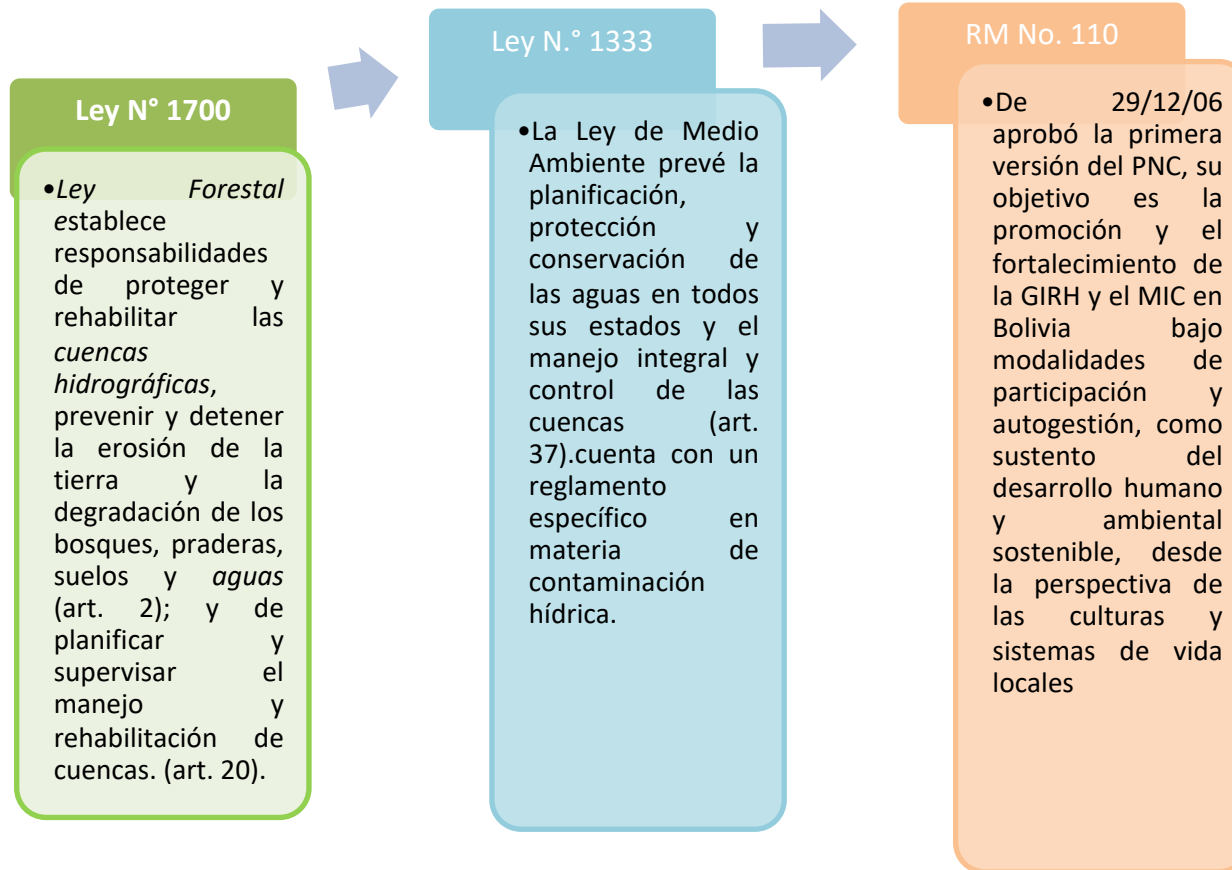 Ley N° 1700
•Ley Forestal
establece
responsabilidades
de proteger y
rehabilitar las
cuencas
hidrográficas,
prevenir y detener
la erosión de la
tierra y la
degradación de los
bosques, praderas,
suelos y aguas
(art. 2); y de
planificar y
supervisar el
manejo y
rehabilitación de
cuencas. (art. 20).
Ley N.° 1333
•La Ley de Medio
Ambiente prevé la
planificación,
protección y
conservación de
las aguas en todos
sus estados y el
manejo integral y
control de las
cuencas (art.
37).cuenta con un
reglamento
específico en
materia de
contaminación
hídrica.
RM No. 110
•De 29/12/06
aprobó la primera
versión del PNC, su
objetivo es la
promoción y el
fortalecimiento de
la GIRH y el MIC en
Bolivia bajo
modalidades de
participación y
autogestión, como
sustento del
desarrollo humano
y ambiental
sostenible, desde
la perspectiva de
las culturas y
sistemas de vida
locales